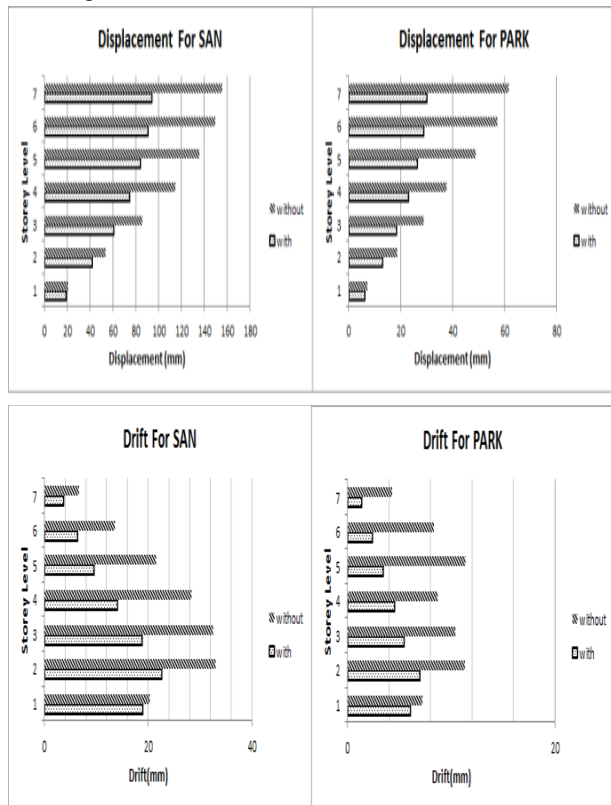 Displacement For SAN
Storey Level
7
6
5
4
3
2
1
without
with
0 20 40 60 80 100 120 140 160 180
Displacement (mm)
Displacement For PARK
Storey Level
7
6
5
4
3
2
1
without
with
0 20 40 60 80
Displacement (mm)
Drift For SAN
Storey Level
7
6
5
4
3
2
1
without
with
0 20 40
Drift(mm)
Drift For PARK
Storey Level
7
6
5
4
3
2
1
without
with
0 20
Drift(mm)